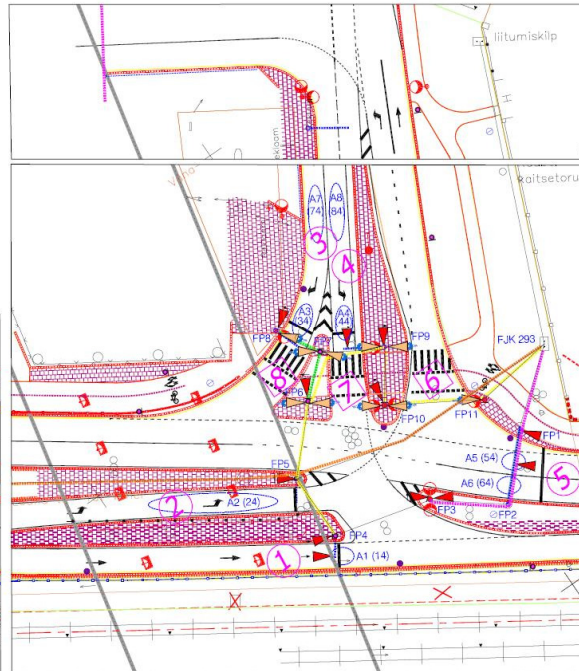 liitumiskilp
kaitsetoru
A7
(74)
A8
(84)
3
4
A3
(34)
A4
(44)
FP8
FP9
FJK 293
8
7
6
FP6
FP10
FP11
FP1
A5 (54)
A6 (64)
5
FP5
2
A2 (24)
FP3
FP2
FP4
1
A1 (14)